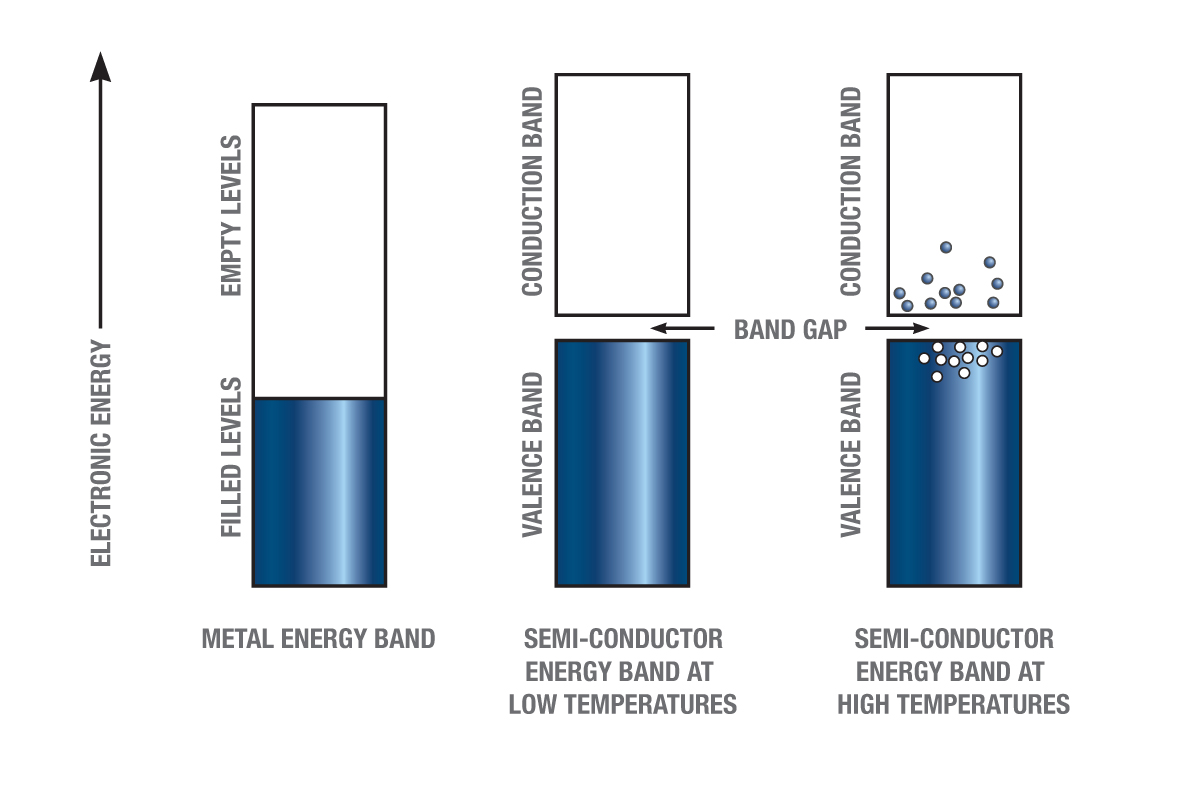 ELECTRONIC ENERGY
EMPTY LEVELS
FILLED LEVELS
METAL ENERGY BAND
CONDUCTION BAND
VALENCE BAND
SEMI-CONDUCTOR
ENERGY BAND AT
LOW TEMPERATURES
BAND GAP
CONDUCTION BAND
VALENCE BAND
SEMI-CONDUCTOR
ENERGY BAND AT
HIGH TEMPERATURES